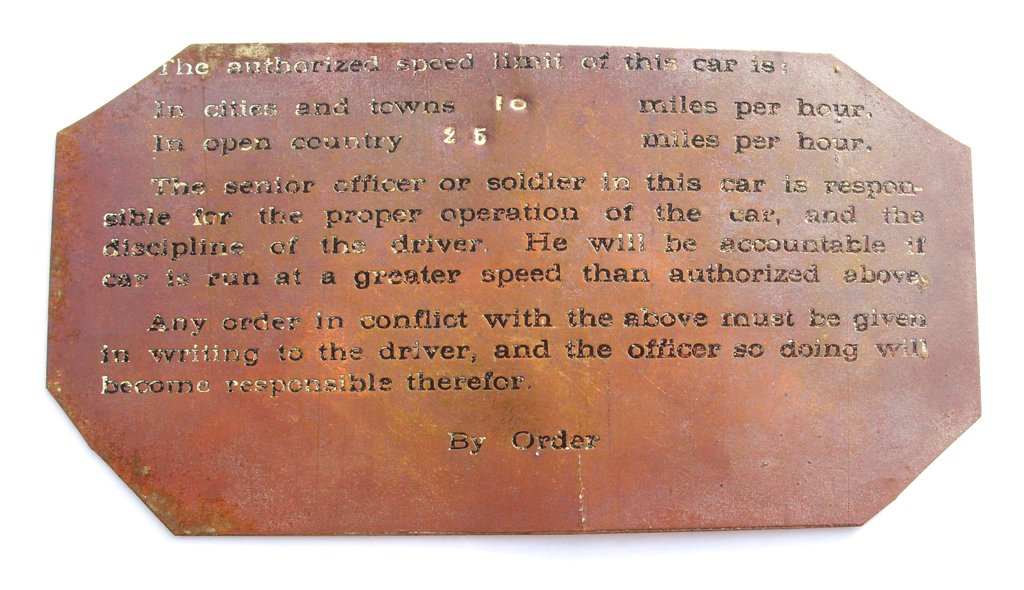 The authorized speed limit of this car is:
In cities and towns 10 miles per hour.
In open country 25 miles per hour.
The senior officer or soldier in this car is respon-
sible for the proper operation of the car, and the
discipline of the driver. He will be accountable if
car is run at a greater speed than authorized above.
Any order in conflict with the above must be given
in writing to the driver, and the officer so doing will
become responsible therefor.
By Order